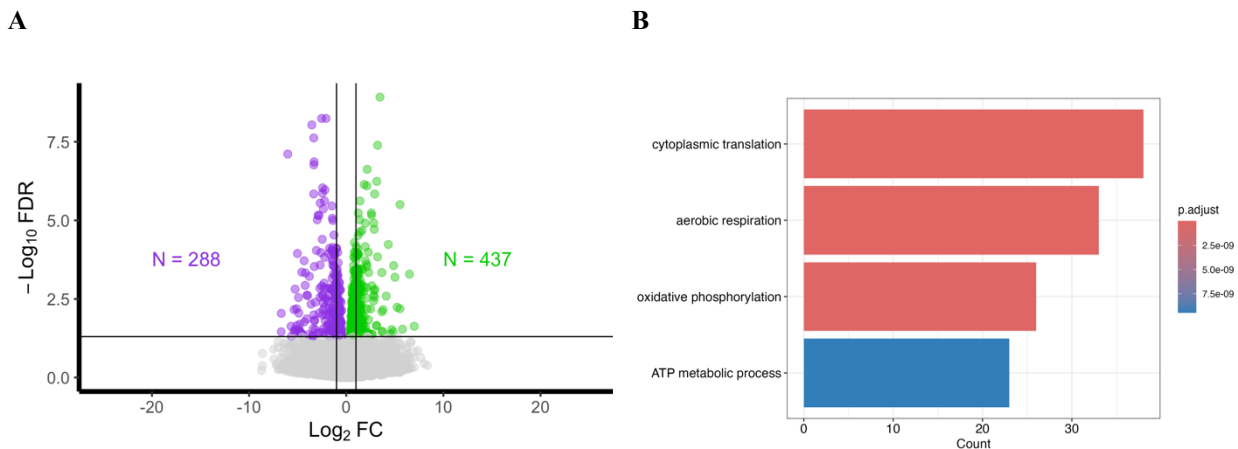 A
B
− Log10 FDR
7.5
5.0
2.5
0.0
N = 288
N = 437
-20
-10
0
10
20
Log2 FC
cytoplasmic translation
aerobic respiration
oxidative phosphorylation
ATP metabolic process
0
10
20
30
Count
p.adjust
2.5e-09
5.0e-09
7.5e-09